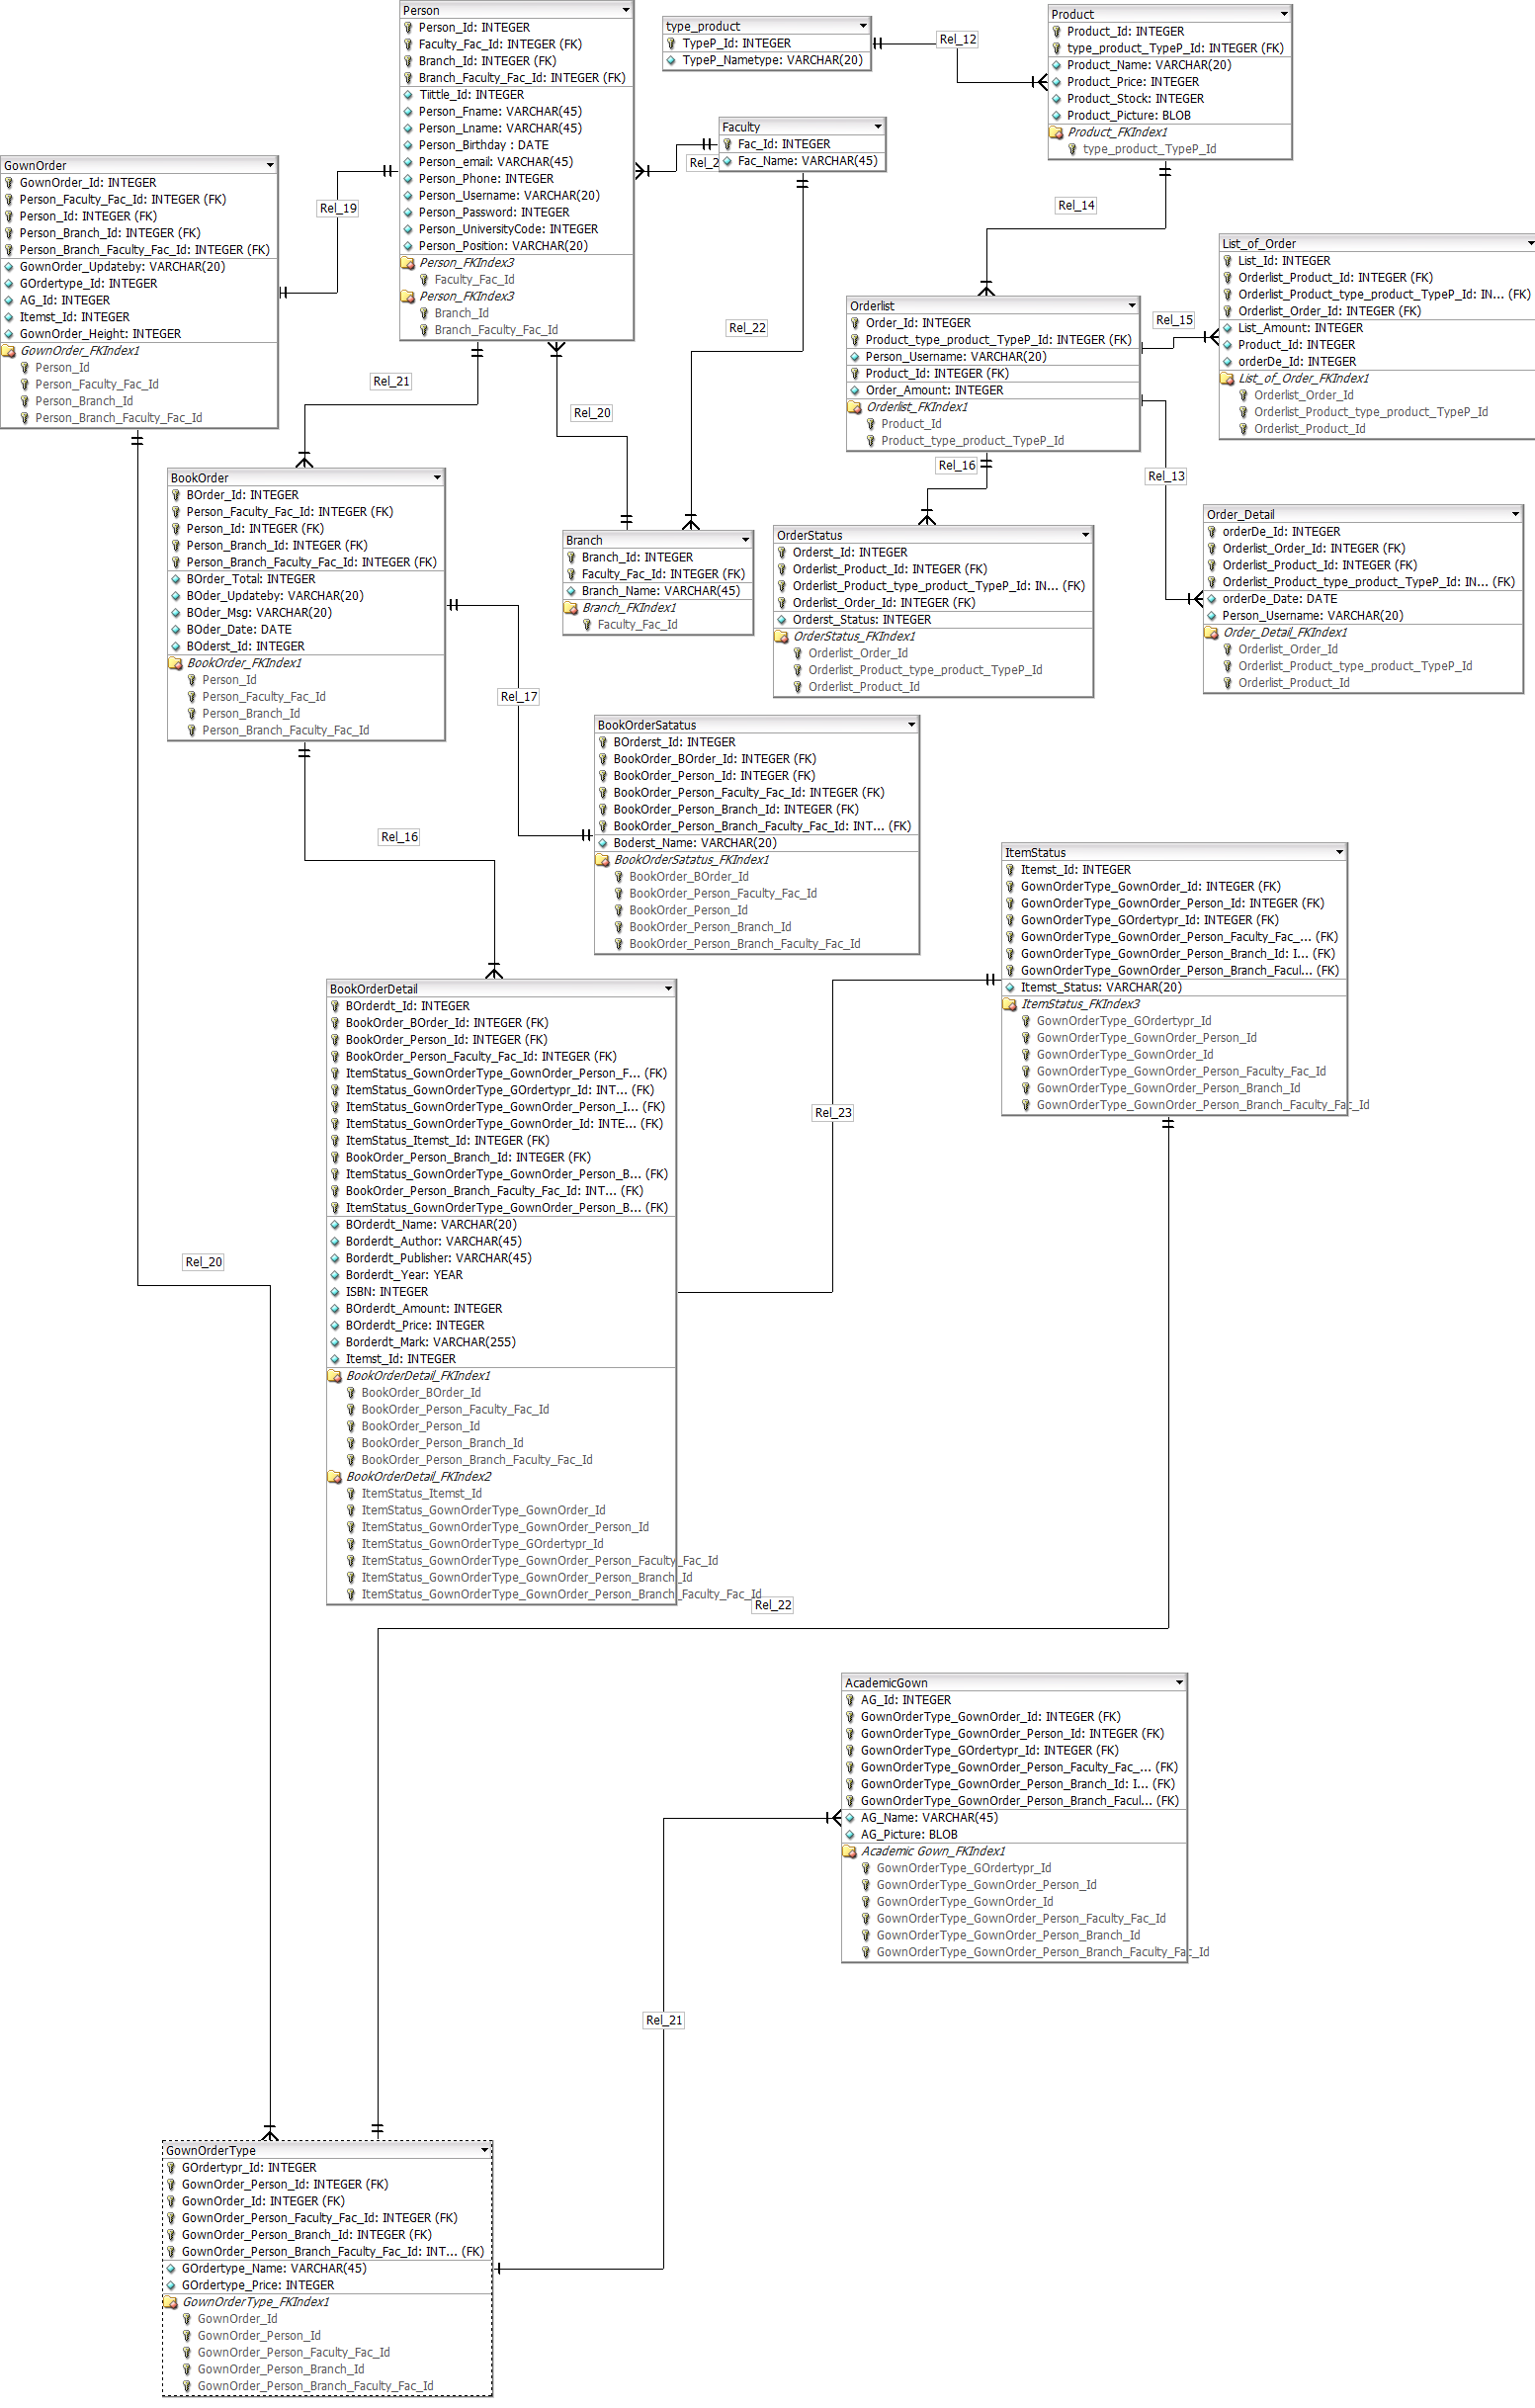 Person
Person_Id: INTEGER
Faculty_Fac_Id: INTEGER (FK)
Branch_Id: INTEGER (FK)
Branch_Faculty_Fac_Id: INTEGER (FK)
Tiittle_Id: INTEGER
Person_Fname: VARCHAR(45)
Person_Lname: VARCHAR(45)
Person_Birthday : DATE
Person_email: VARCHAR(45)
Person_Phone: INTEGER
Person_Username: VARCHAR(20)
Person_Password: INTEGER
Person_UniversityCode: INTEGER
Person_Position: VARCHAR(20)
Person_FKIndex3
Faculty_Fac_Id
Person_FKIndex3
Branch_Id
Branch_Faculty_Fac_Id
type_product
TypeP_Id: INTEGER
TypeP_Nametype: VARCHAR(20)
Rel_12
Product
Product_Id: INTEGER
type_product_TypeP_Id: INTEGER (FK)
Product_Name: VARCHAR(20)
Product_Price: INTEGER
Product_Stock: INTEGER
Product_Picture: BLOB
Product_FKIndex1
type_product_TypeP_Id
Faculty
Fac_Id: INTEGER
Fac_Name: VARCHAR(45)
Rel_2
GownOrder
GownOrder_Id: INTEGER
Person_Faculty_Fac_Id: INTEGER (FK)
Person_Id: INTEGER (FK)
Person_Branch_Id: INTEGER (FK)
Person_Branch_Faculty_Fac_Id: INTEGER (FK)
GownOrder_Updateby: VARCHAR(20)
GOrdertype_Id: INTEGER
AG_Id: INTEGER
Itemst_Id: INTEGER
GownOrder_Height: INTEGER
GownOrder_FKIndex1
Person_Id
Person_Faculty_Fac_Id
Person_Branch_Id
Person_Branch_Faculty_Fac_Id
Rel_19
Rel_14
List_of_Order
List_Id: INTEGER
Orderlist_Product_Id: INTEGER (FK)
Orderlist_Product_type_product_TypeP_Id: IN... (FK)
Orderlist_Order_Id: INTEGER (FK)
List_Amount: INTEGER
Product_Id: INTEGER
orderDe_Id: INTEGER
List_of_Order_FKIndex1
Orderlist_Order_Id
Orderlist_Product_type_product_TypeP_Id
Orderlist_Product_Id
Orderlist
Order_Id: INTEGER
Product_type_product_TypeP_Id: INTEGER (FK)
Person_Username: VARCHAR(20)
Product_Id: INTEGER (FK)
Order_Amount: INTEGER
Orderlist_FKIndex1
Product_Id
Product_type_product_TypeP_Id
Rel_15
Rel_22
Rel_21
Rel_20
Rel_16
Rel_13
BookOrder
BOrder_Id: INTEGER
Person_Faculty_Fac_Id: INTEGER (FK)
Person_Id: INTEGER (FK)
Person_Branch_Id: INTEGER (FK)
Person_Branch_Faculty_Fac_Id: INTEGER (FK)
BOrder_Total: INTEGER
BOder_Updateby: VARCHAR(20)
BOder_Msg: VARCHAR(20)
BOder_Date: DATE
BOderst_Id: INTEGER
BookOrder_FKIndex1
Person_Id
Person_Faculty_Fac_Id
Person_Branch_Id
Person_Branch_Faculty_Fac_Id
Branch
Branch_Id: INTEGER
Faculty_Fac_Id: INTEGER (FK)
Branch_Name: VARCHAR(45)
Branch_FKIndex1
Faculty_Fac_Id
OrderStatus
Orderst_Id: INTEGER
Orderlist_Product_Id: INTEGER (FK)
Orderlist_Product_type_product_TypeP_Id: IN... (FK)
Orderlist_Order_Id: INTEGER (FK)
Orderst_Status: INTEGER
OrderStatus_FKIndex1
Orderlist_Order_Id
Orderlist_Product_type_product_TypeP_Id
Orderlist_Product_Id
Order_Detail
orderDe_Id: INTEGER
Orderlist_Order_Id: INTEGER (FK)
Orderlist_Product_Id: INTEGER (FK)
Orderlist_Product_type_product_TypeP_Id: IN... (FK)
orderDe_Date: DATE
Person_Username: VARCHAR(20)
Order_Detail_FKIndex1
Orderlist_Order_Id
Orderlist_Product_type_product_TypeP_Id
Orderlist_Product_Id
Rel_17
BookOrderSatatus
BOrderst_Id: INTEGER
BookOrder_BOrder_Id: INTEGER (FK)
BookOrder_Person_Id: INTEGER (FK)
BookOrder_Person_Faculty_Fac_Id: INTEGER (FK)
BookOrder_Person_Branch_Id: INTEGER (FK)
BookOrder_Person_Branch_Faculty_Fac_Id: INT... (FK)
Boderst_Name: VARCHAR(20)
BookOrderSatatus_FKIndex1
BookOrder_BOrder_Id
BookOrder_Person_Faculty_Fac_Id
BookOrder_Person_Id
BookOrder_Person_Branch_Id
BookOrder_Person_Branch_Faculty_Fac_Id
Rel_16
ItemStatus
Itemst_Id: INTEGER
GownOrderType_GownOrder_Id: INTEGER (FK)
GownOrderType_GownOrder_Person_Id: INTEGER (FK)
GownOrderType_GOrdertypr_Id: INTEGER (FK)
GownOrderType_GownOrder_Person_Faculty_Fac_... (FK)
GownOrderType_GownOrder_Person_Branch_Id: I... (FK)
GownOrderType_GownOrder_Person_Branch_Facul... (FK)
Itemst_Status: VARCHAR(20)
ItemStatus_FKIndex3
GownOrderType_GOrdertypr_Id
GownOrderType_GownOrder_Person_Id
GownOrderType_GownOrder_Id
GownOrderType_GownOrder_Person_Faculty_Fac_Id
GownOrderType_GownOrder_Person_Branch_Id
GownOrderType_GownOrder_Person_Branch_Faculty_Fac_Id
BookOrderDetail
BOrderdt_Id: INTEGER
BookOrder_BOrder_Id: INTEGER (FK)
BookOrder_Person_Id: INTEGER (FK)
BookOrder_Person_Faculty_Fac_Id: INTEGER (FK)
ItemStatus_GownOrderType_GownOrder_Person_F... (FK)
ItemStatus_GownOrderType_GOrdertypr_Id: INT... (FK)
ItemStatus_GownOrderType_GownOrder_Person_I... (FK)
ItemStatus_GownOrderType_GownOrder_Id: INTE... (FK)
ItemStatus_Itemst_Id: INTEGER (FK)
BookOrder_Person_Branch_Id: INTEGER (FK)
ItemStatus_GownOrderType_GownOrder_Person_B... (FK)
BookOrder_Person_Branch_Faculty_Fac_Id: INT... (FK)
ItemStatus_GownOrderType_GownOrder_Person_B... (FK)
BOrderdt_Name: VARCHAR(20)
Borderdt_Author: VARCHAR(45)
Borderdt_Publisher: VARCHAR(45)
Borderdt_Year: YEAR
ISBN: INTEGER
BOrderdt_Amount: INTEGER
BOrderdt_Price: INTEGER
Borderdt_Mark: VARCHAR(255)
Itemst_Id: INTEGER
BookOrderDetail_FKIndex1
BookOrder_BOrder_Id
BookOrder_Person_Faculty_Fac_Id
BookOrder_Person_Id
BookOrder_Person_Branch_Id
BookOrder_Person_Branch_Faculty_Fac_Id
BookOrderDetail_FKIndex2
ItemStatus_Itemst_Id
ItemStatus_GownOrderType_GownOrder_Id
ItemStatus_GownOrderType_GownOrder_Person_Id
ItemStatus_GownOrderType_GOrdertypr_Id
ItemStatus_GownOrderType_GownOrder_Person_Faculty_Fac_Id
ItemStatus_GownOrderType_GownOrder_Person_Branch_Id
ItemStatus_GownOrderType_GownOrder_Person_Branch_Faculty_Fac_Id
Rel_23
Rel_20
Rel_22
AcademicGown
AG_Id: INTEGER
GownOrderType_GownOrder_Id: INTEGER (FK)
GownOrderType_GownOrder_Person_Id: INTEGER (FK)
GownOrderType_GOrdertypr_Id: INTEGER (FK)
GownOrderType_GownOrder_Person_Faculty_Fac_... (FK)
GownOrderType_GownOrder_Person_Branch_Id: I... (FK)
GownOrderType_GownOrder_Person_Branch_Facul... (FK)
AG_Name: VARCHAR(45)
AG_Picture: BLOB
Academic Gown_FKIndex1
GownOrderType_GOrdertypr_Id
GownOrderType_GownOrder_Person_Id
GownOrderType_GownOrder_Id
GownOrderType_GownOrder_Person_Faculty_Fac_Id
GownOrderType_GownOrder_Person_Branch_Id
GownOrderType_GownOrder_Person_Branch_Faculty_Fac_Id
Rel_21
GownOrderType
GOrdertypr_Id: INTEGER
GownOrder_Person_Id: INTEGER (FK)
GownOrder_Id: INTEGER (FK)
GownOrder_Person_Faculty_Fac_Id: INTEGER (FK)
GownOrder_Person_Branch_Id: INTEGER (FK)
GownOrder_Person_Branch_Faculty_Fac_Id: INT... (FK)
GOrdertype_Name: VARCHAR(45)
GOrdertype_Price: INTEGER
GownOrderType_FKIndex1
GownOrder_Id
GownOrder_Person_Id
GownOrder_Person_Faculty_Fac_Id
GownOrder_Person_Branch_Id
GownOrder_Person_Branch_Faculty_Fac_Id